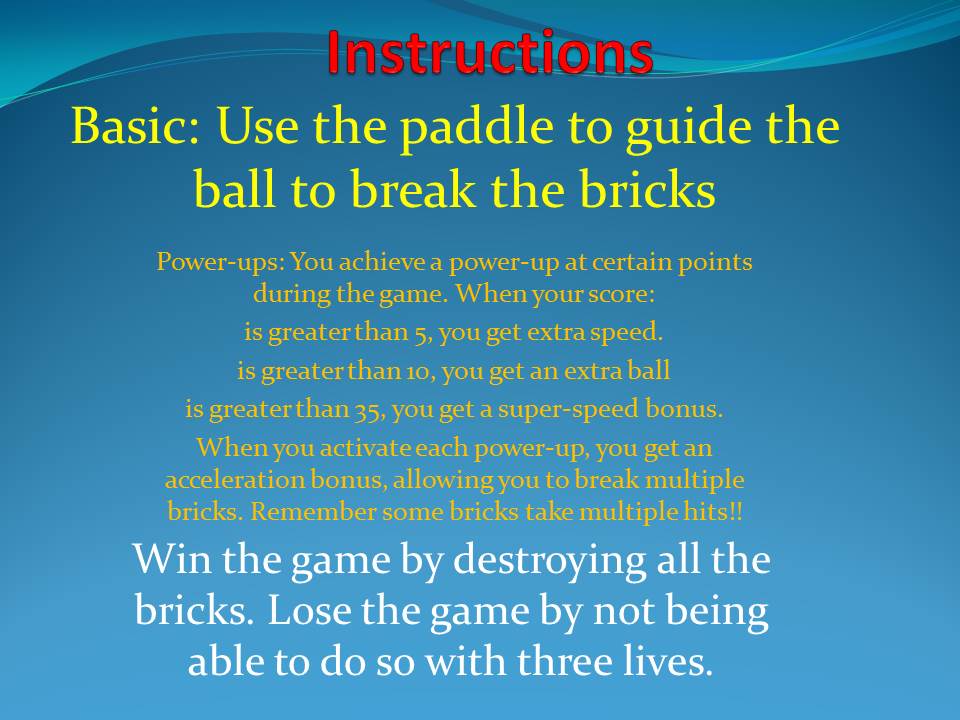 Instructions
Basic: Use the paddle to guide the
ball to break the bricks
Power-ups: You achieve a power-up at certain points
during the game. When your score:
is greater than 5, you get extra speed.
is greater than 10, you get an extra ball
is greater than 35, you get a super-speed bonus.
When you activate each power-up, you get an
acceleration bonus, allowing you to break multiple
bricks. Remember some bricks take multiple hits!!
Win the game by destroying all the
bricks. Lose the game by not being
able to do so with three lives.